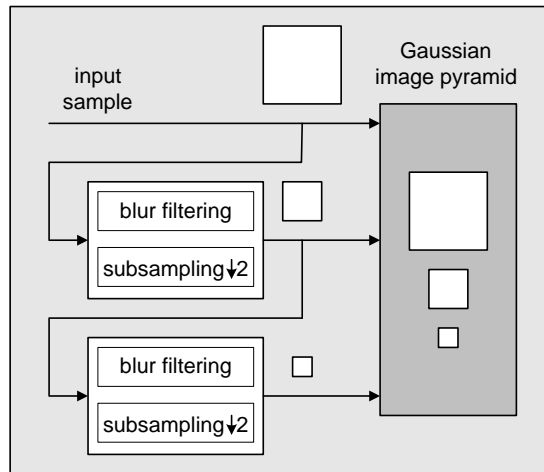 Gaussian
image pyramid
input
sample
blur filtering
subsampling↓2
blur filtering
subsampling↓2